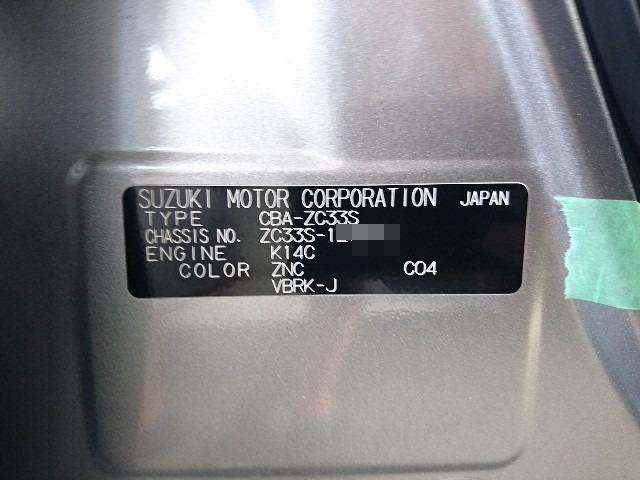 SUZUKI MOTOR CORPORATION JAPAN
TYPE CBA-ZC33S
CHASSIS NO. ZC33S-1
ENGINE K14C
COLOR ZNC C04
VBRK-J